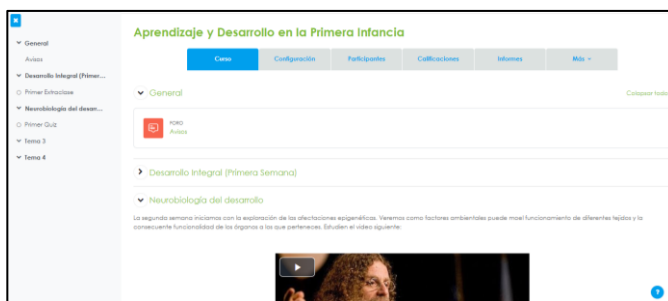 General
Avisos
Desarrollo Integral (Primer...
Primer Extraclase
Neurobiología del desarr...
Primer Quiz
Tema 3
Tema 4
Aprendizaje y Desarrollo en la Primera Infancia
Curso Configuración Participantes Calificaciones Informes Más
General Colapsar todo
FORO
Avisos
Desarrollo Integral (Primera Semana)
Neurobiología del desarrollo
La segunda semana iniciamos con la exploración de las afectaciones epigenéticas. Veremos como factores ambientales puede moel funcionamiento de diferentes tejidos y la
consecuente funcionalidad de los órganos a los que perteneces. Estudien el video siguiente:
?